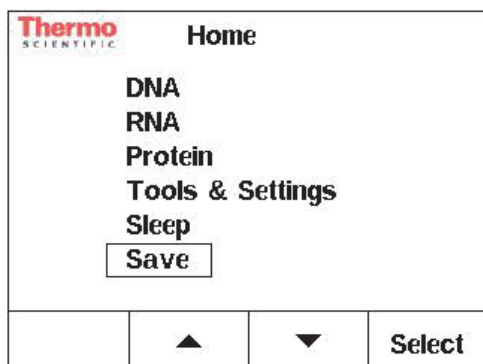 Thermo
SCIENTIFIC
Home
DNA
RNA
Protein
Tools & Settings
Sleep
Save
Select